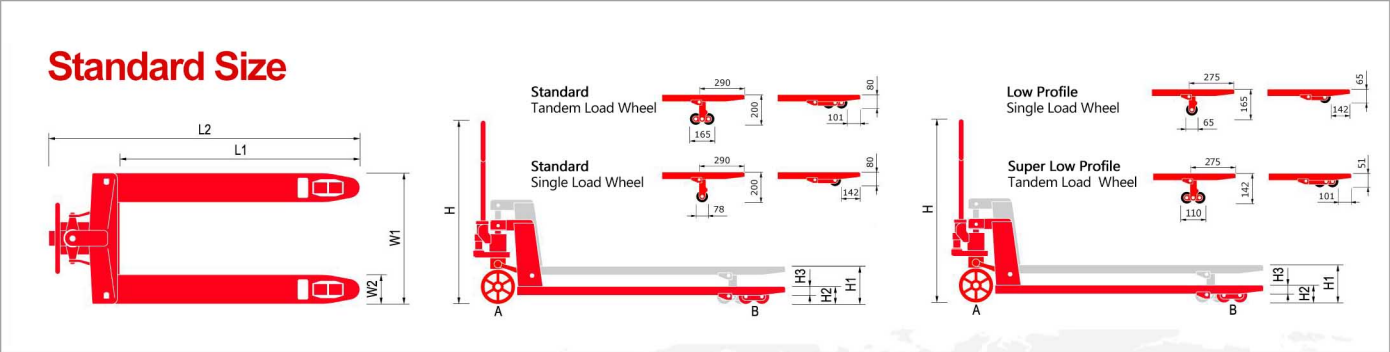 Standard Size
L2
L1
W1
W2
Standard
Tandem Load Wheel
290
200
165
80
101
Standard
Single Load Wheel
290
200
78
80
142
H
H3
H2
H1
A
B
Low Profile
Single Load Wheel
275
165
65
65
142
Super Low Profile
Tandem Load Wheel
275
142
110
51
101
H
H3
H2
H1
A
B